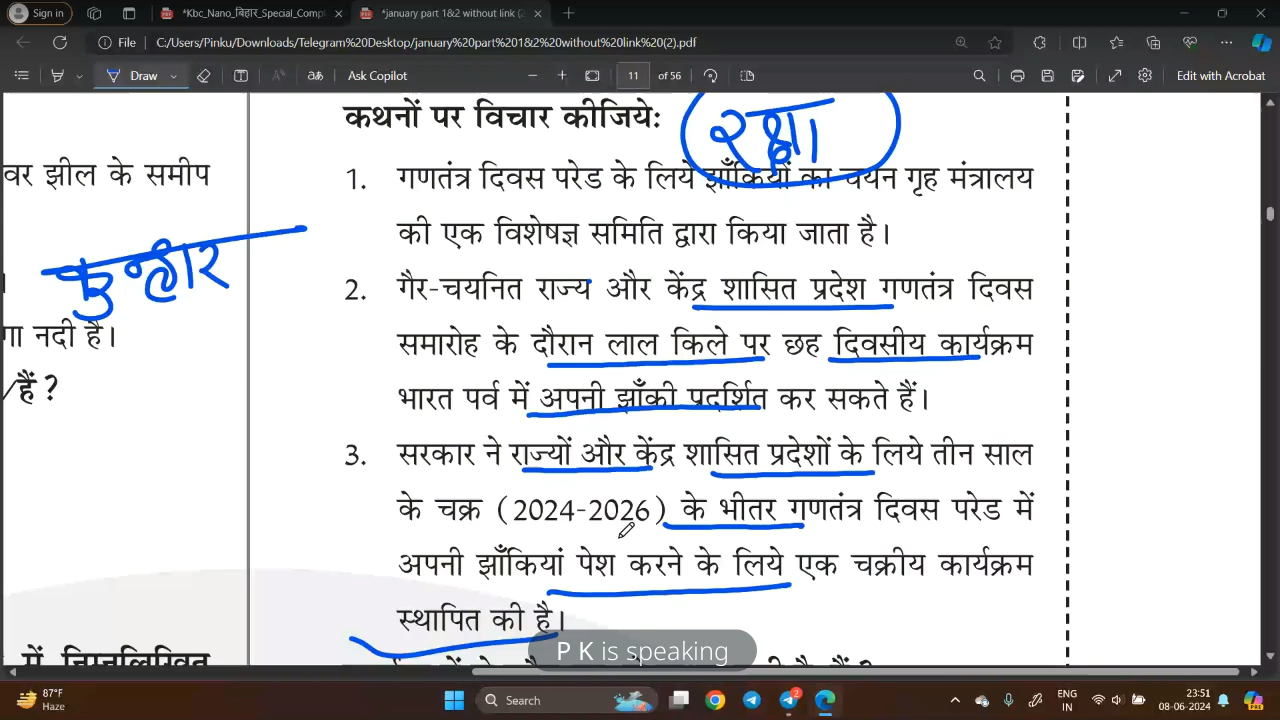 Sign in
*Kbc_Nano_बिहार_Special_Compl
*january part 1&2 without link (2
File
C:/Users/Pinku/Downloads/Telegram%20Desktop/january%20part%201&2%20without%20link%20(2).pdf
Draw
Ask Copilot
11 of 56
Edit with Acrobat
वर झील के समीप
कुम्हार
गा नदी है।
/हैं ?
में निम्नलिखित
कथनों पर विचार कीजिये:
रक्षा
1. गणतंत्र दिवस परेड के लिये झाँकियों का चयन गृह मंत्रालय
की एक विशेषज्ञ समिति द्वारा किया जाता है।
2. गैर-चयनित राज्य और केंद्र शासित प्रदेश गणतंत्र दिवस
समारोह के दौरान लाल किले पर छह दिवसीय कार्यक्रम
भारत पर्व में अपनी झाँकी प्रदर्शित कर सकते हैं।
3. सरकार ने राज्यों और केंद्र शासित प्रदेशों के लिये तीन साल
के चक्र (2024-2026) के भीतर गणतंत्र दिवस परेड में
अपनी झाँकियां पेश करने के लिये एक चक्रीय कार्यक्रम
स्थापित की है।
P K is speaking
87°F
Haze
Search
2
ENG
IN
23:51
08-06-2024